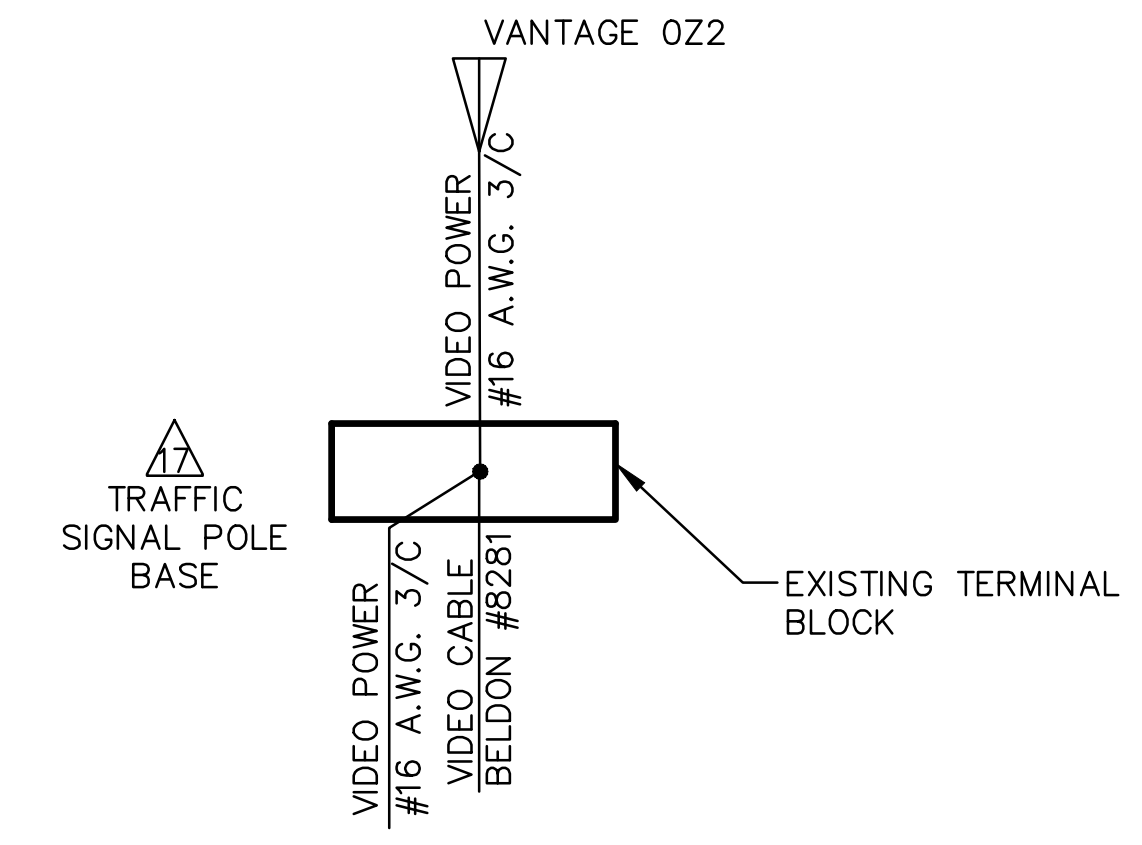 VANTAGE OZ2
VIDEO POWER
#16 A.W.G. 3/C
17
TRAFFIC
SIGNAL POLE
BASE
EXISTING TERMINAL
BLOCK
VIDEO POWER
#16 A.W.G. 3/C
VIDEO CABLE
BELDON #8281